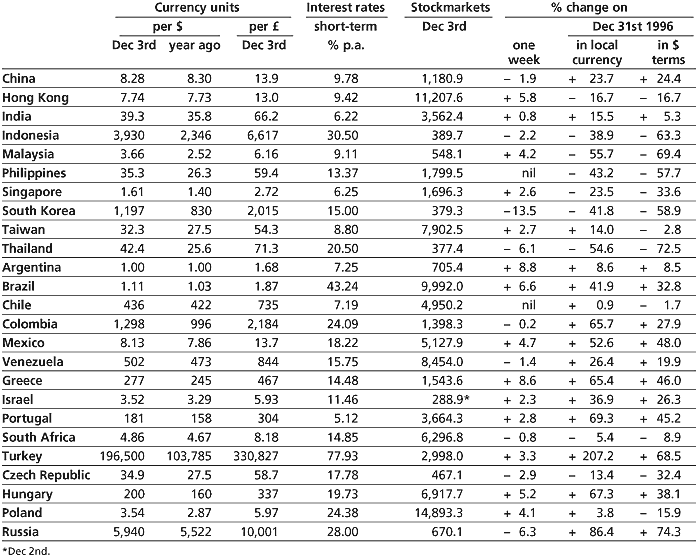 Currency units Interest rates Stockmarkets % change on
per $ per £ short-term Dec 3rd Dec 31st 1996
Dec 3rd year ago Dec 3rd % p.a. one in local in $
week currency terms
China 8.28 8.30 13.9 9.78 1,180.9 – 1.9 + 23.7 + 24.4
Hong Kong 7.74 7.73 13.0 9.42 11,207.6 + 5.8 – 16.7 – 16.7
India 39.3 35.8 66.2 6.22 3,562.4 + 0.8 + 15.5 + 5.3
Indonesia 3,930 2,346 6,617 30.50 389.7 – 2.2 – 38.9 – 63.3
Malaysia 3.66 2.52 6.16 9.11 548.1 + 4.2 – 55.7 – 69.4
Philippines 35.3 26.3 59.4 13.37 1,799.5 nil – 43.2 – 57.7
Singapore 1.61 1.40 2.72 6.25 1,696.3 + 2.6 – 23.5 – 33.6
South Korea 1,197 830 2,015 15.00 379.3 –13.5 – 41.8 – 58.9
Taiwan 32.3 27.5 54.3 8.80 7,902.5 + 2.7 + 14.0 – 2.8
Thailand 42.4 25.6 71.3 20.50 377.4 – 6.1 – 54.6 – 72.5
Argentina 1.00 1.00 1.68 7.25 705.4 + 8.8 + 8.6 + 8.5
Brazil 1.11 1.03 1.87 43.24 9,992.0 + 6.6 + 41.9 + 32.8
Chile 436 422 735 7.19 4,950.2 nil + 0.9 – 1.7
Colombia 1,298 996 2,184 24.09 1,398.3 – 0.2 + 65.7 + 27.9
Mexico 8.13 7.86 13.7 18.22 5,127.9 + 4.7 + 52.6 + 48.0
Venezuela 502 473 844 15.75 8,454.0 – 1.4 + 26.4 + 19.9
Greece 277 245 467 14.48 1,543.6 + 8.6 + 65.4 + 46.0
Israel 3.52 3.29 5.93 11.46 288.9* + 2.3 + 36.9 + 26.3
Portugal 181 158 304 5.12 3,664.3 + 2.8 + 69.3 + 45.2
South Africa 4.86 4.67 8.18 14.85 6,296.8 – 0.8 – 5.4 – 8.9
Turkey 196,500 103,785 330,827 77.93 2,998.0 + 3.3 + 207.2 + 68.5
Czech Republic 34.9 27.5 58.7 17.78 467.1 – 2.9 – 13.4 – 32.4
Hungary 200 160 337 19.73 6,917.7 + 5.2 + 67.3 + 38.1
Poland 3.54 2.87 5.97 24.38 14,893.3 + 4.1 + 3.8 – 15.9
Russia 5,940 5,522 10,001 28.00 670.1 – 6.3 + 86.4 + 74.3
*Dec 2nd.